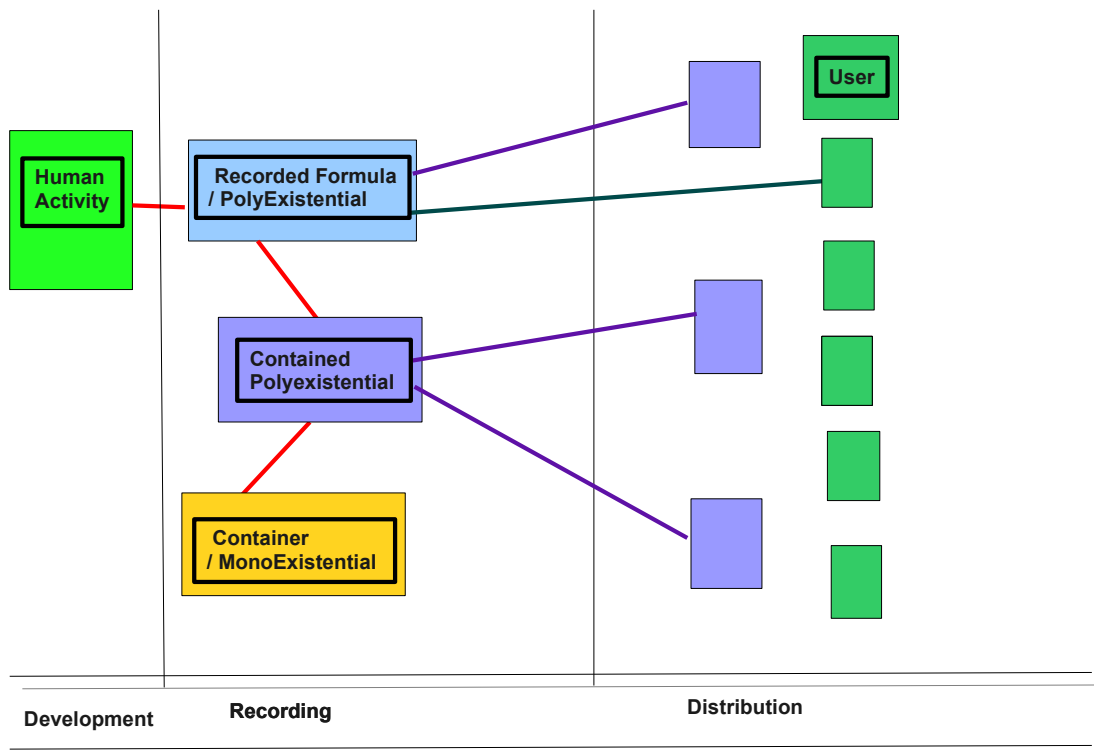 User
Human
Activity
Recorded Formula
/ PolyExistential
Contained
Polyexistential
Container
/ MonoExistential
Development
Recording
Distribution